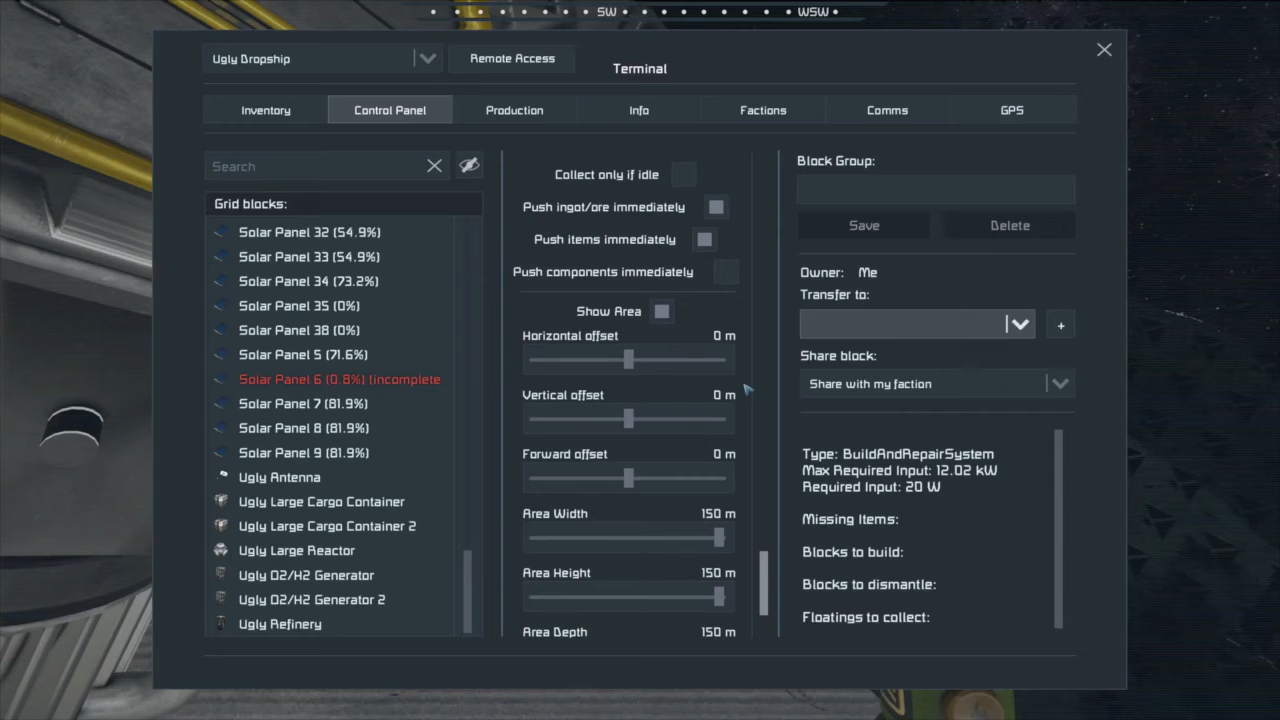 SW
WSW
Ugly Dropship
Remote Access
Terminal
Inventory
Control Panel
Production
Info
Factions
Comms
GPS
Search
Grid blocks:
Solar Panel 32 (54.9%)
Solar Panel 33 (54.9%)
Solar Panel 34 (73.2%)
Solar Panel 35 (0%)
Solar Panel 38 (0%)
Solar Panel 5 (71.6%)
Solar Panel 6 (0.8%) (incomplete
Solar Panel 7 (81.9%)
Solar Panel 8 (81.9%)
Solar Panel 9 (81.9%)
Ugly Antenna
Ugly Large Cargo Container
Ugly Large Cargo Container 2
Ugly Large Reactor
Ugly O2/H2 Generator
Ugly O2/H2 Generator 2
Ugly Refinery
Collect only if idle
Push ingot/ore immediately
Push items immediately
Push components immediately
Show Area
Horizontal offset 0 m
Vertical offset 0 m
Forward offset 0 m
Area Width 150 m
Area Height 150 m
Area Depth 150 m
Block Group:
Save
Delete
Owner: Me
Transfer to:
+
Share block:
Share with my faction
Type: BuildAndRepairSystem
Max Required Input: 12.02 kW
Required Input: 20 W
Missing Items:
Blocks to build:
Blocks to dismantle:
Floatings to collect: